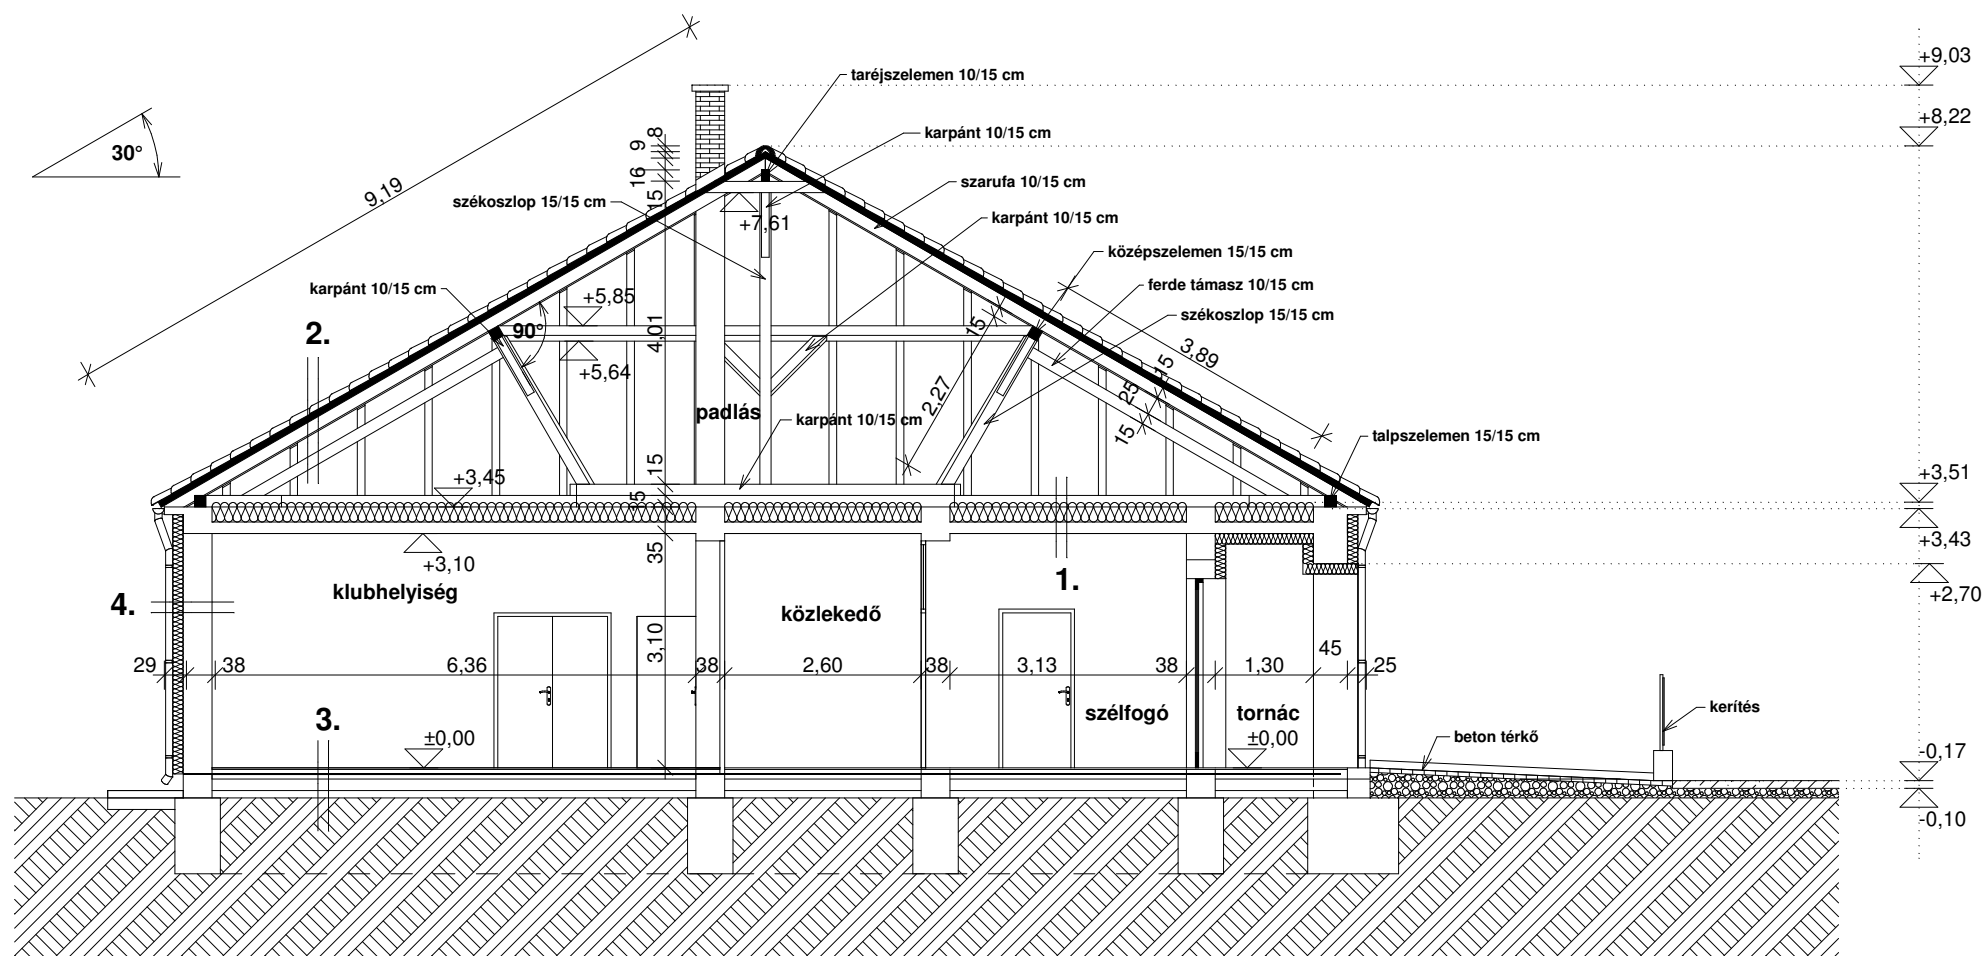 +9,03
taréjszelemen 10/15 cm
+8,22
8
9
karpánt 10/15 cm
30°
16
szarufa 10/15 cm
9,19
15
székoszlop 15/15 cm
karpánt 10/15 cm
+7,61
középszelemen 15/15 cm
karpánt 10/15 cm
ferde támasz 10/15 cm
+5,85
székoszlop 15/15 cm
2.
90°
4,01
15
3,89
+5,64
15
25
2,27
padlás
karpánt 10/15 cm
15
talpszelemen 15/15 cm
+3,45
15
+3,51
15
35
+3,43
+3,10
1.
klubhelyiség
+2,70
4.
közlekedő
3,10
45
29
38
6,36
38
2,60
38
3,13
38
1,30
25
3.
szélfogó
tornác
kerítés
±0,00
±0,00
beton térkő
-0,17
-0,10